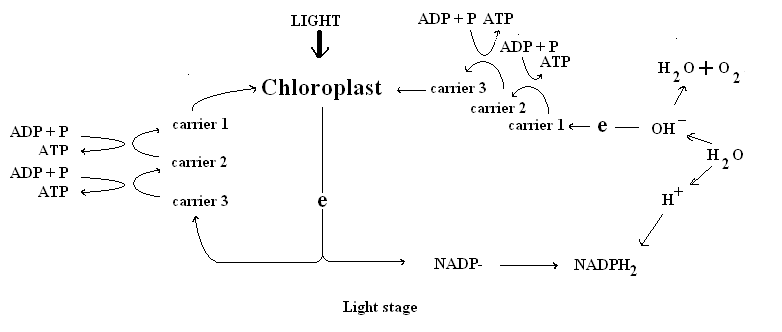 LIGHT
ADP + P ATP
ADP + P
ATP
H2O + O2
Chloroplast
carrier 3
carrier 2
carrier 1
e
OH-
H2O
carrier 1
ADP + P
ATP
carrier 2
ADP + P
ATP
carrier 3
e
H+
NADP-
NADPH2
Light stage